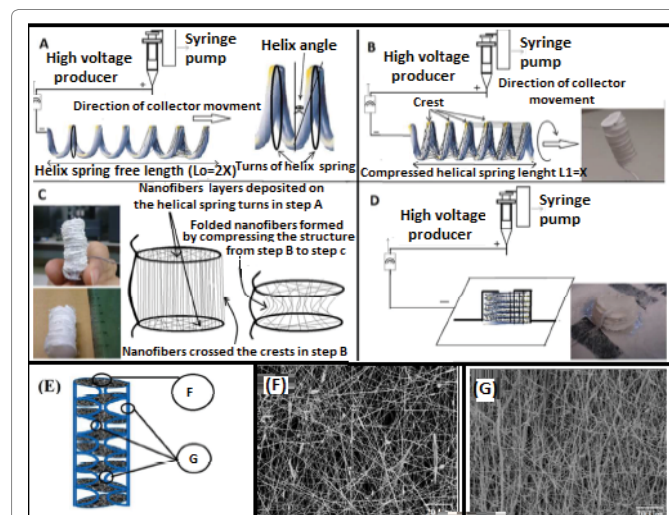 A
High voltage
producer
Syringe
pump
Helix angle
+
Direction of collector movment
Turns of helix spring
Helix spring free length (Lo=2X)
B
High voltage
producer
Syringe
pump
+
Direction of collector
movement
Crest
Compressed helical spring lenght L1=X
C
Nanofibers layers deposited on
the helical spring turns in step A
Folded nanofibers formed
by compressing the structure
from step B to step c
Nanofibers crossed the crests in step B
D
High voltage
producer
Syringe
pump
+
(E)
F
G
(F)
(G)